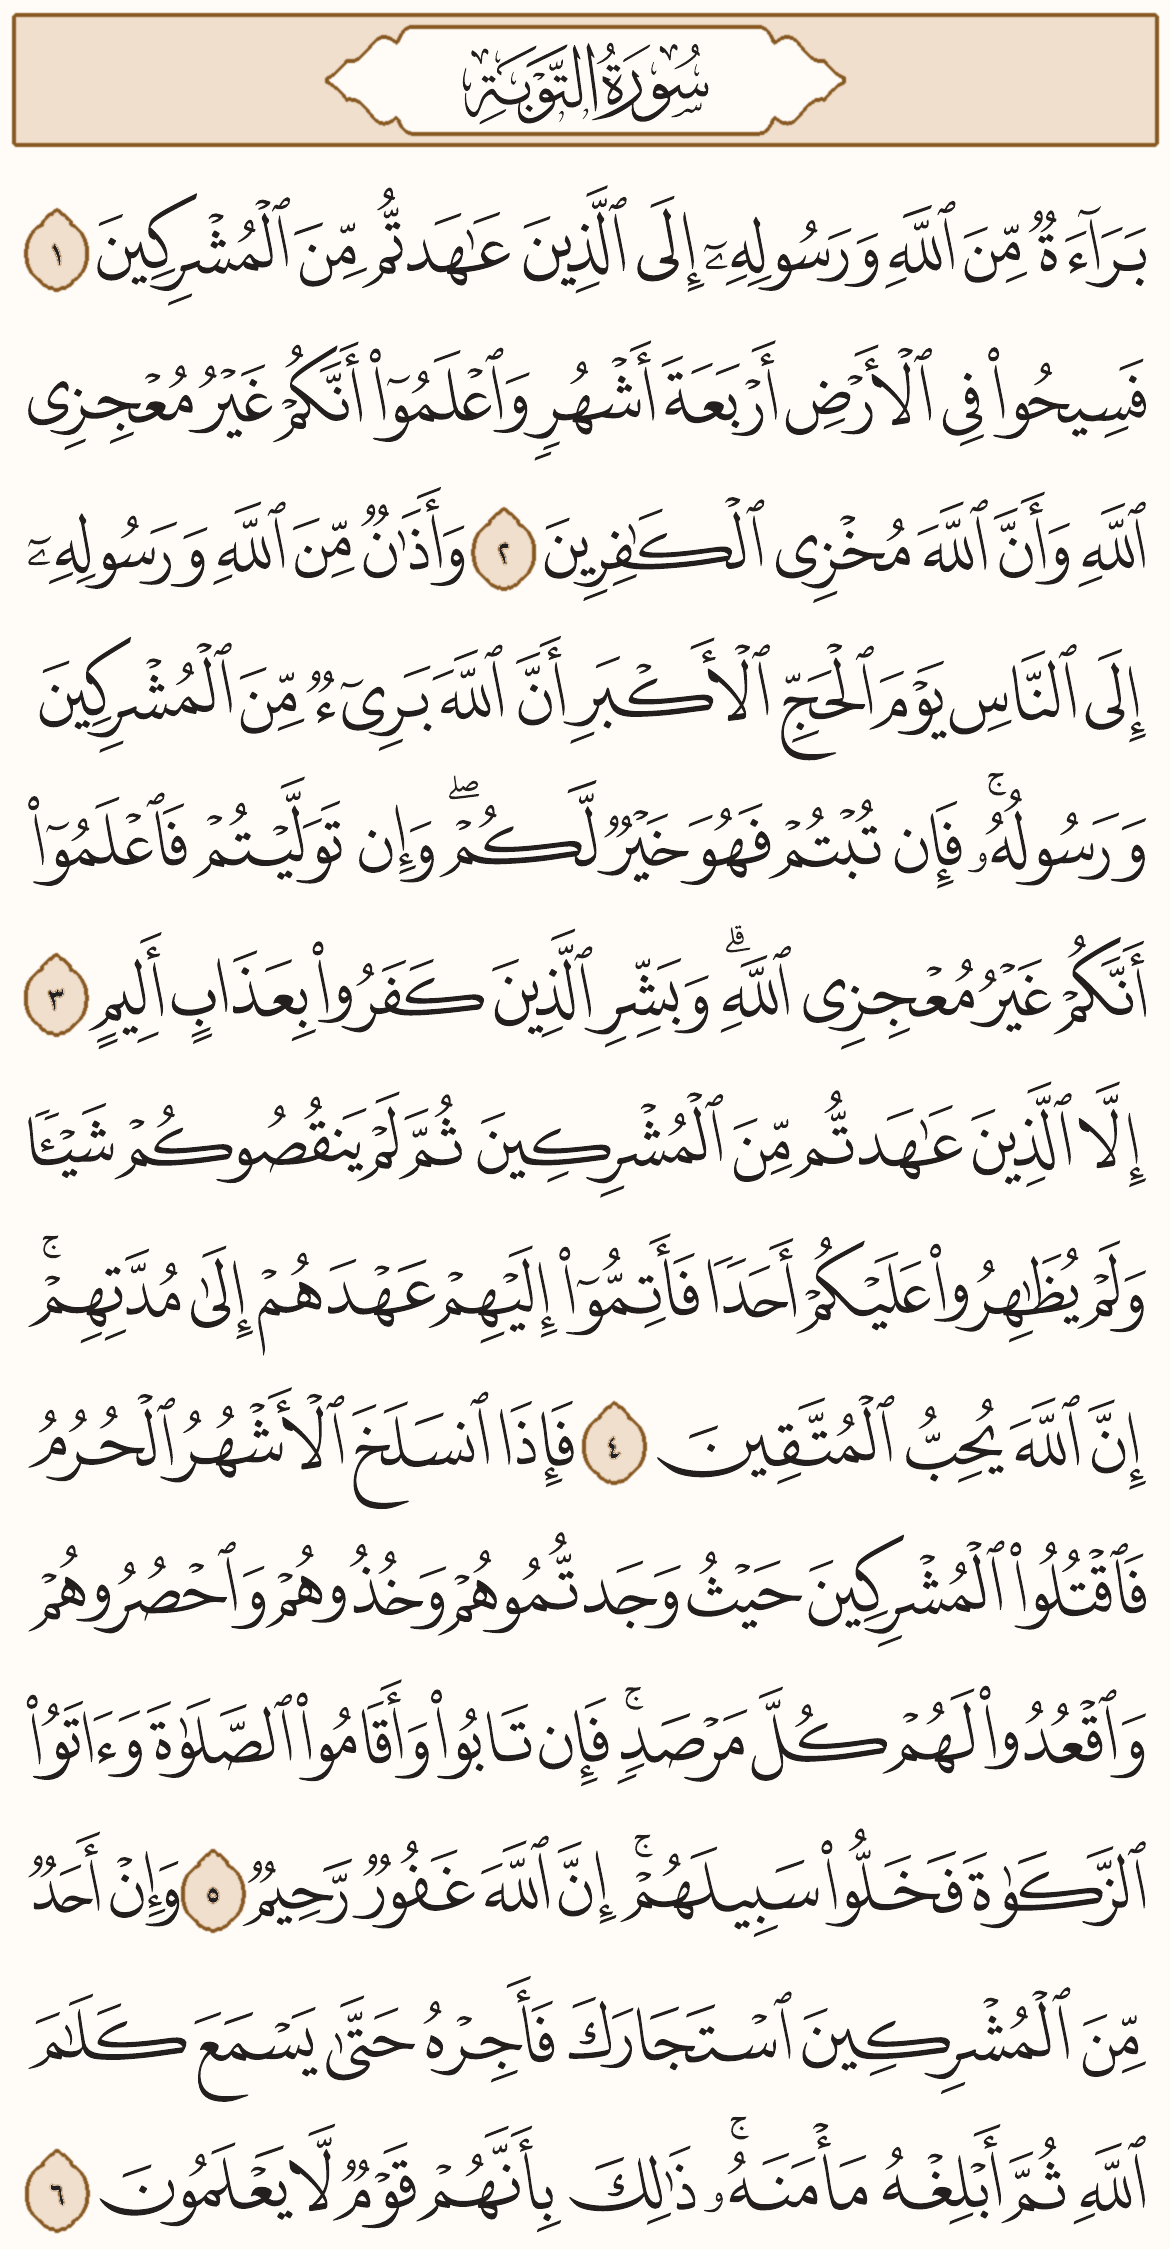 سُورَةُ التَّوۡبَةِ
بَرَآءَةٞ مِّنَ ٱللَّهِ وَرَسُولِهِۦٓ إِلَى ٱلَّذِينَ عَٰهَدتُّم مِّنَ ٱلۡمُشۡرِكِينَ ١
فَسِيحُواْ فِي ٱلۡأَرۡضِ أَرۡبَعَةَ أَشۡهُرٖ وَٱعۡلَمُوٓاْ أَنَّكُمۡ غَيۡرُ مُعۡجِزِي
ٱللَّهِ وَأَنَّ ٱللَّهَ مُخۡزِي ٱلۡكَٰفِرِينَ ٢ وَأَذَٰنٞ مِّنَ ٱللَّهِ وَرَسُولِهِۦٓ
إِلَى ٱلنَّاسِ يَوۡمَ ٱلۡحَجِّ ٱلۡأَكۡبَرِ أَنَّ ٱللَّهَ بَرِيٓءٞ مِّنَ ٱلۡمُشۡرِكِينَ
وَرَسُولُهُۥۚ فَإِن تُبۡتُمۡ فَهُوَ خَيۡرٞ لَّكُمۡۖ وَإِن تَوَلَّيۡتُمۡ فَٱعۡلَمُوٓاْ
أَنَّكُمۡ غَيۡرُ مُعۡجِزِي ٱللَّهِۗ وَبَشِّرِ ٱلَّذِينَ كَفَرُواْ بِعَذَابٍ أَلِيمٍ ٣
إِلَّا ٱلَّذِينَ عَٰهَدتُّم مِّنَ ٱلۡمُشۡرِكِينَ ثُمَّ لَمۡ يَنقُصُوكُمۡ شَيۡـٔٗا
وَلَمۡ يُظَٰهِرُواْ عَلَيۡكُمۡ أَحَدٗا فَأَتِمُّوٓاْ إِلَيۡهِمۡ عَهۡدَهُمۡ إِلَىٰ مُدَّتِهِمۡۚ
إِنَّ ٱللَّهَ يُحِبُّ ٱلۡمُتَّقِينَ ٤ فَإِذَا ٱنسَلَخَ ٱلۡأَشۡهُرُ ٱلۡحُرُمُ
فَٱقۡتُلُواْ ٱلۡمُشۡرِكِينَ حَيۡثُ وَجَدتُّمُوهُمۡ وَخُذُوهُمۡ وَٱحۡصُرُوهُمۡ
وَٱقۡعُدُواْ لَهُمۡ كُلَّ مَرۡصَدٖۚ فَإِن تَابُواْ وَأَقَامُواْ ٱلصَّلَوٰةَ وَءَاتَوُاْ
ٱلزَّكَوٰةَ فَخَلُّواْ سَبِيلَهُمۡۚ إِنَّ ٱللَّهَ غَفُورٞ رَّحِيمٞ ٥ وَإِنۡ أَحَدٞ
مِّنَ ٱلۡمُشۡرِكِينَ ٱسۡتَجَارَكَ فَأَجِرۡهُ حَتَّىٰ يَسۡمَعَ كَلَٰمَ
ٱللَّهِ ثُمَّ أَبۡلِغۡهُ مَأۡمَنَهُۥۚ ذَٰلِكَ بِأَنَّهُمۡ قَوۡمٞ لَّا يَعۡلَمُونَ ٦